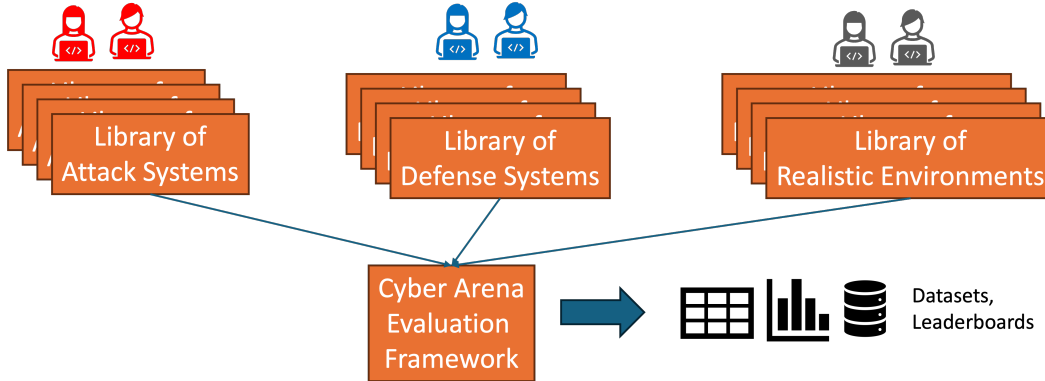 </>
</>
</>
</>
</>
</>
Library of
Attack Systems
Library of
Defense Systems
Library of
Realistic Environments
Cyber Arena
Evaluation
Framework
Datasets,
Leaderboards